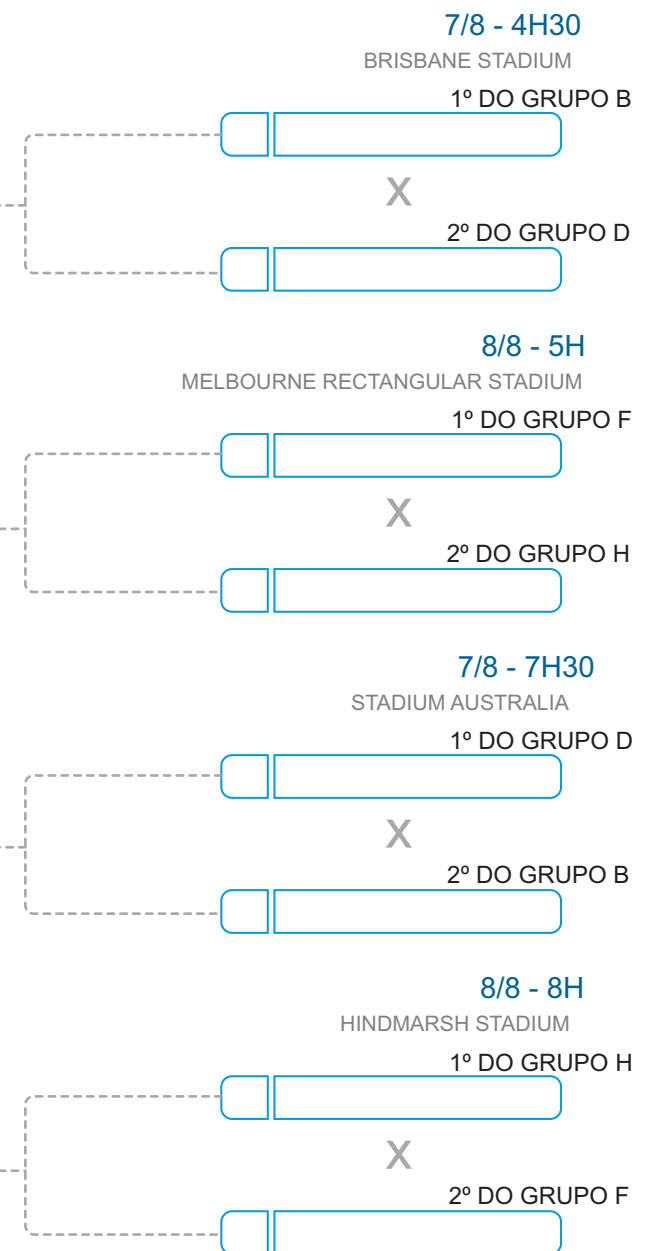 7/8 - 4H30
BRISBANE STADIUM
1º DO GRUPO B
X
2º DO GRUPO D
8/8 - 5H
MELBOURNE RECTANGULAR STADIUM
1º DO GRUPO F
X
2º DO GRUPO H
7/8 - 7H30
STADIUM AUSTRALIA
1º DO GRUPO D
X
2º DO GRUPO B
8/8 - 8H
HINDMARSH STADIUM
1º DO GRUPO H
X
2º DO GRUPO F